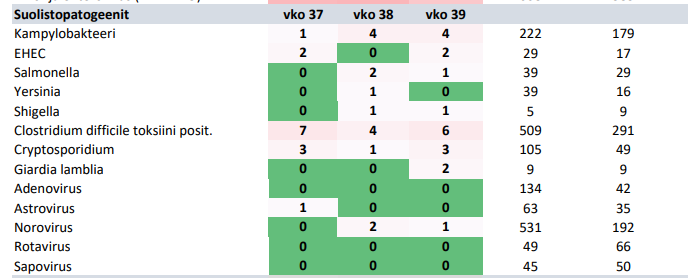 Suolistopatogeenit vko 37 vko 38 vko 39
Kampylobakteeri 1 4 4 222 179
EHEC 2 0 2 29 17
Salmonella 0 2 1 39 29
Yersinia 0 1 0 39 16
Shigella 0 1 1 5 9
Clostridium difficile toksiini posit. 7 4 6 509 291
Cryptosporidium 3 1 3 105 49
Giardia lamblia 0 0 2 9 9
Adenovirus 0 0 0 134 42
Astrovirus 1 0 0 63 35
Norovirus 0 2 1 531 192
Rotavirus 0 0 0 49 66
Sapovirus 0 0 0 45 50